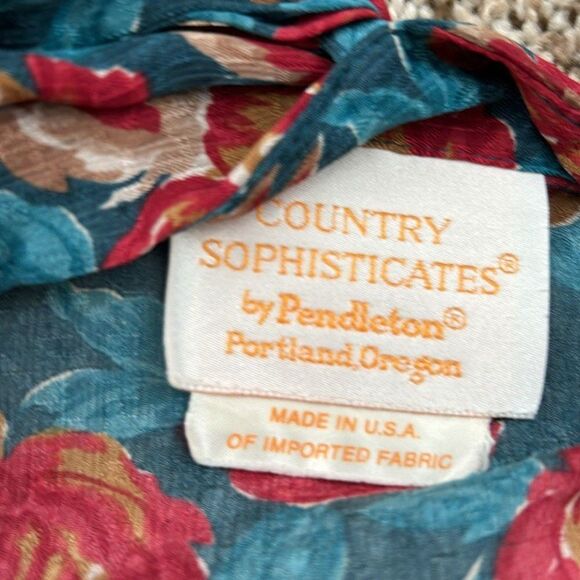 COUNTRY
SOPHISTICATES®
by Pendleton®
Portland, Oregon
MADE IN U.S.A.
OF IMPORTED FABRIC